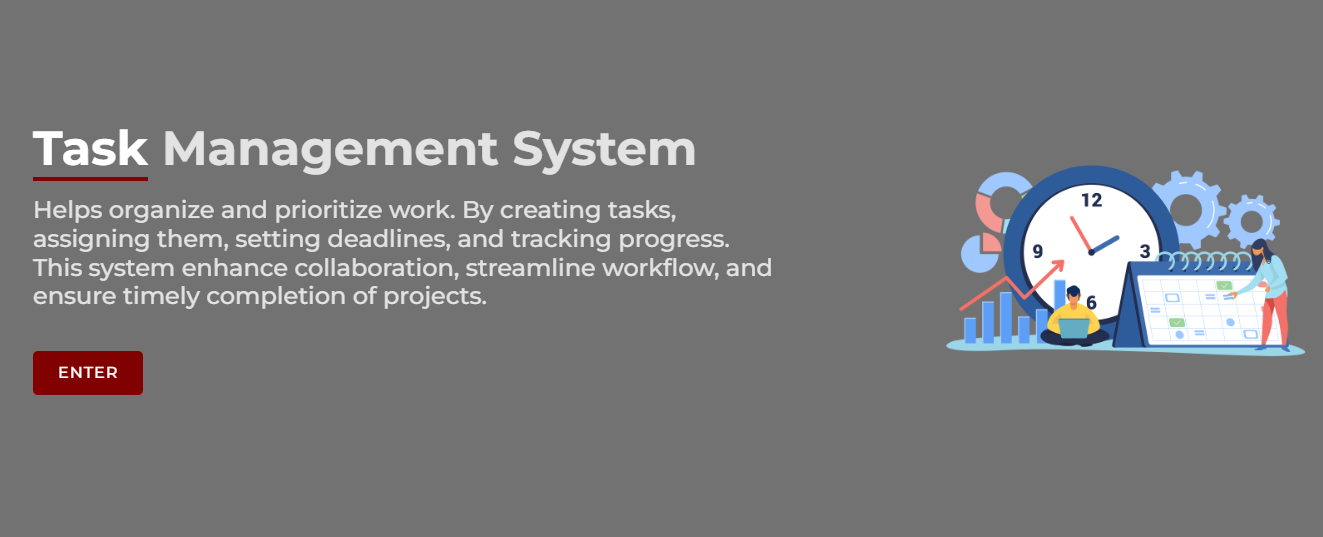 Task Management System
Helps organize and prioritize work. By creating tasks,
assigning them, setting deadlines, and tracking progress.
This system enhance collaboration, streamline workflow, and
ensure timely completion of projects.
ENTER
12
9
3
6